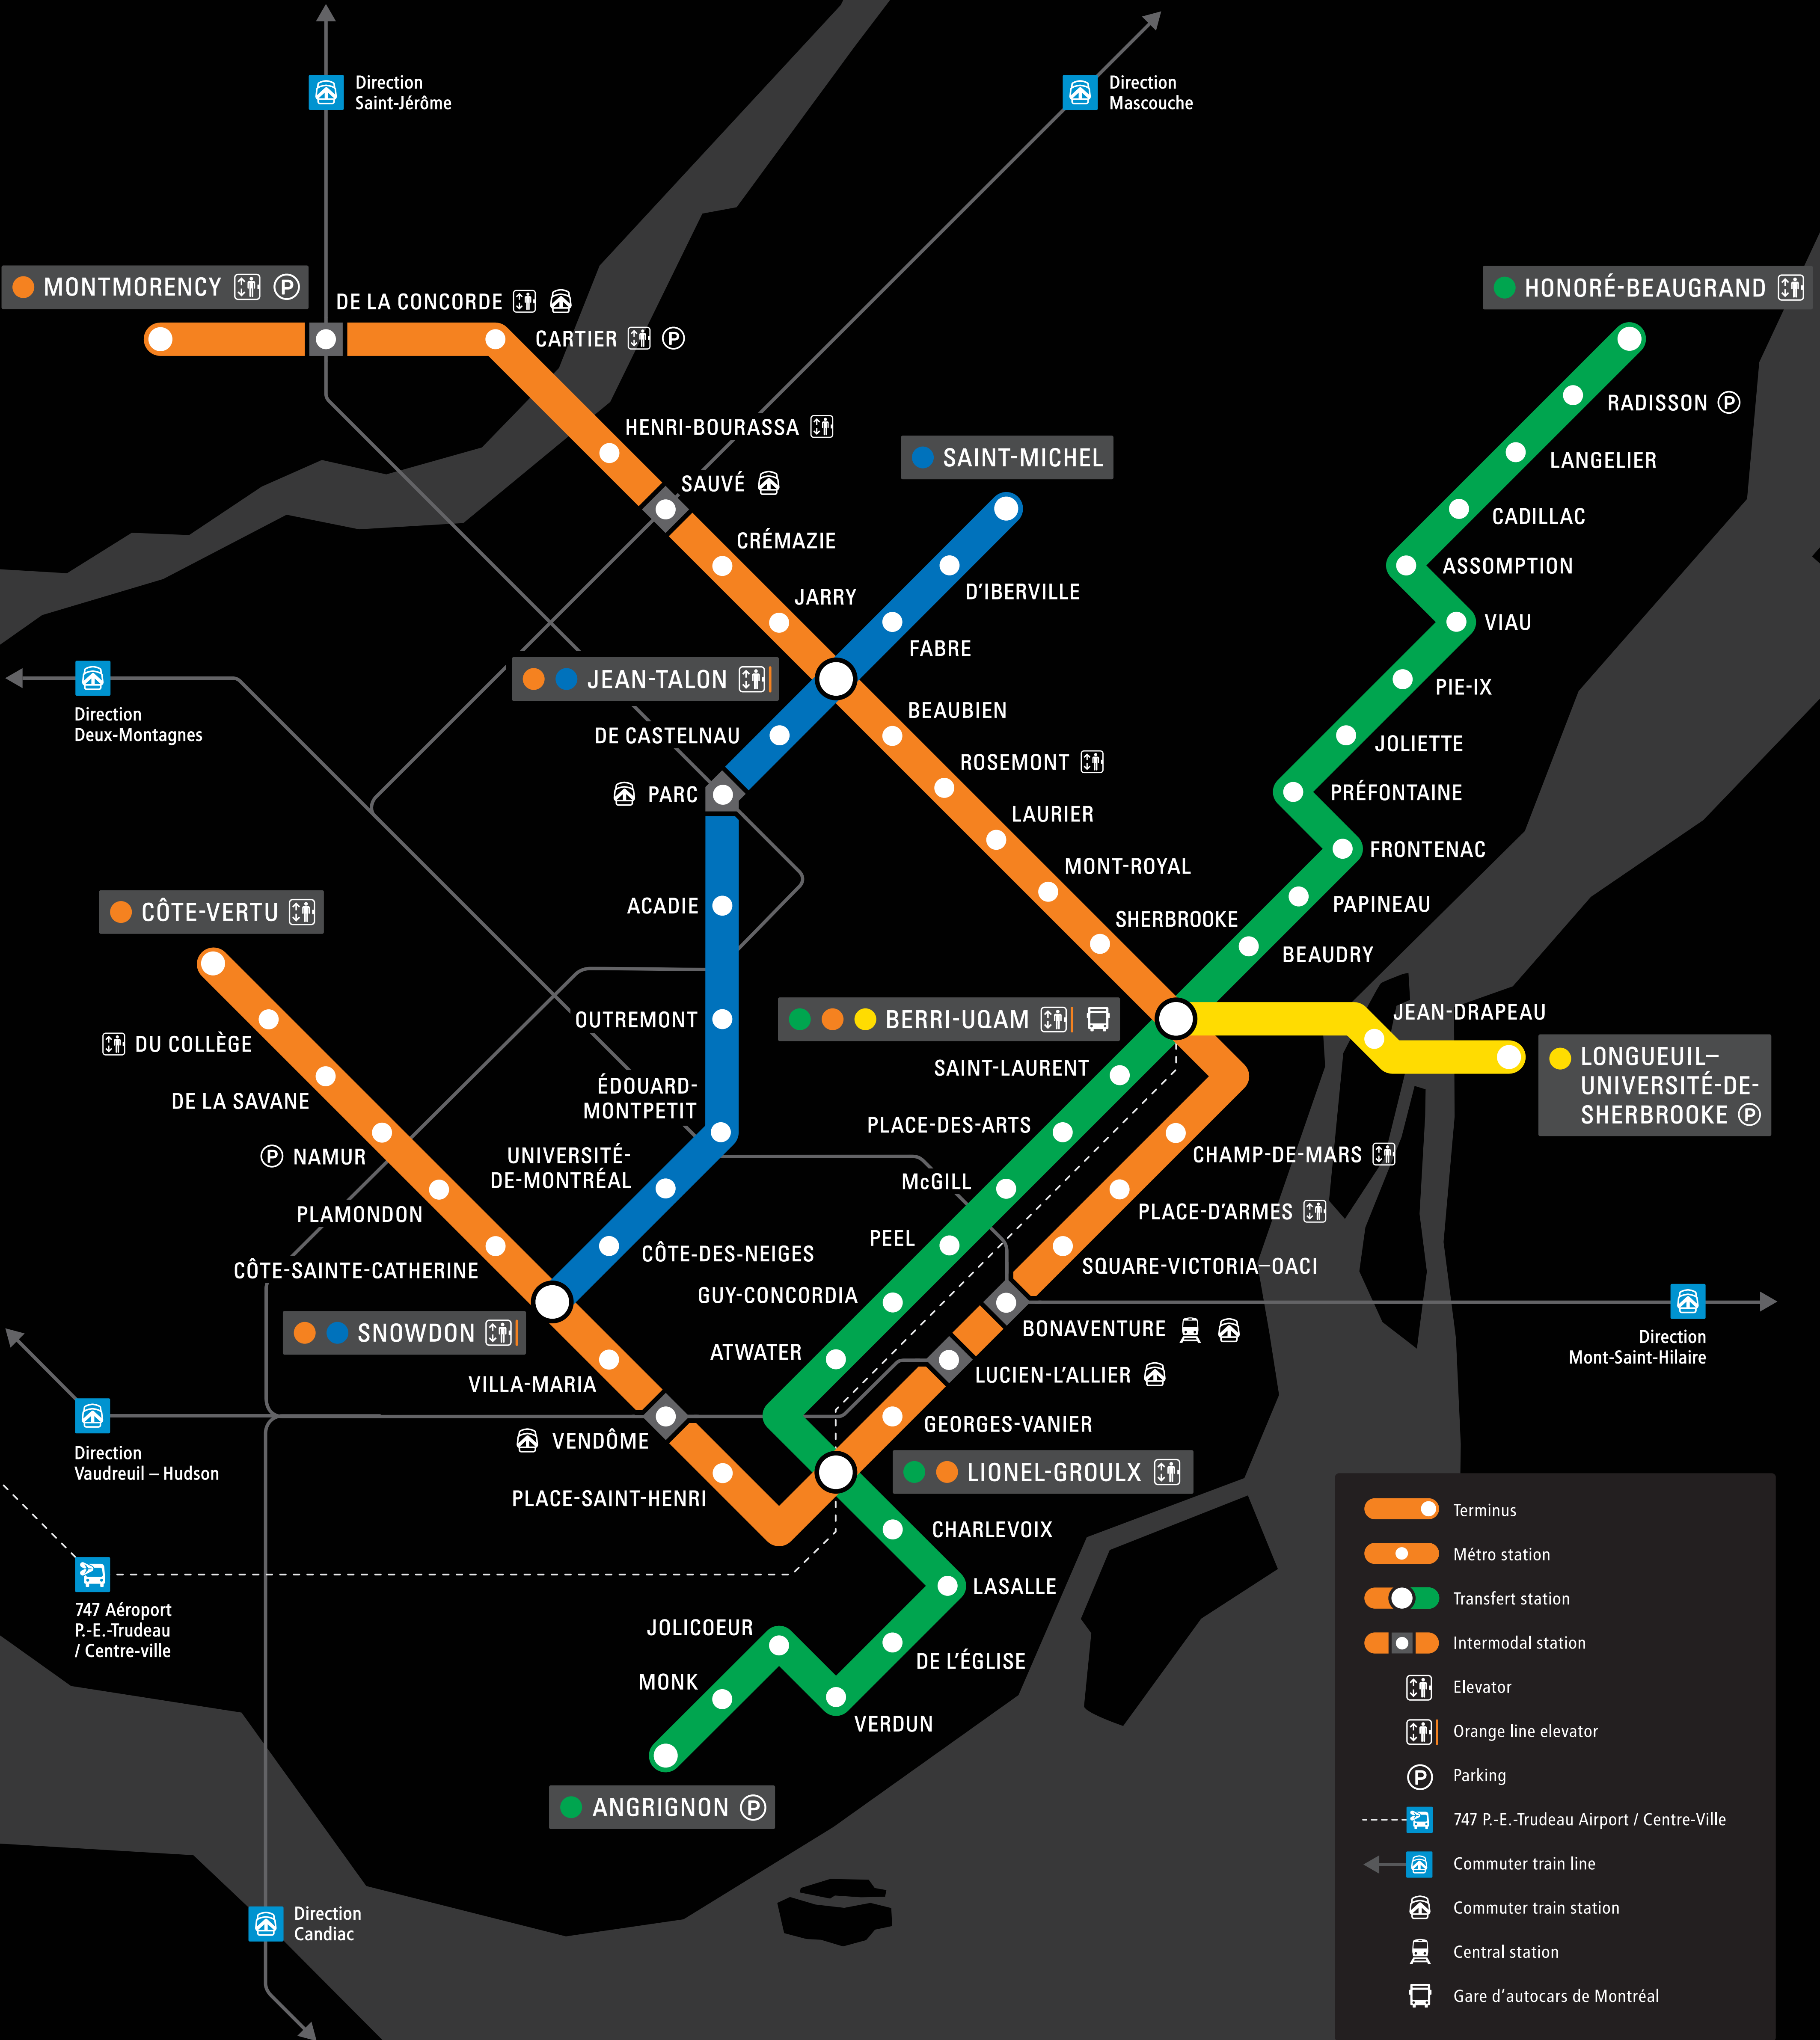 Direction
Saint-Jérôme
Direction
Mascouche
MONTMORENCY P
DE LA CONCORDE
CARTIER P
HONORÉ-BEAUGRAND
RADISSON P
HENRI-BOURASSA
SAINT-MICHEL
LANGELIER
SAUVÉ
CADILLAC
CRÉMAZIE
ASSOMPTION
D'IBERVILLE
JARRY
VIAU
FABRE
JEAN-TALON
PIE-IX
Direction
Deux-Montagnes
BEAUBIEN
DE CASTELNAU
JOLIETTE
ROSEMONT
PARC
PRÉFONTAINE
LAURIER
FRONTENAC
MONT-ROYAL
ACADIE
PAPINEAU
CÔTE-VERTU
SHERBROOKE
BEAUDRY
OUTREMONT
BERRI-UQAM
JEAN-DRAPEAU
DU COLLÈGE
LONGUEUIL–
UNIVERSITÉ-DE-
SHERBROOKE P
SAINT-LAURENT
ÉDOUARD-
MONTPETIT
DE LA SAVANE
PLACE-DES-ARTS
P NAMUR
UNIVERSITÉ-
DE-MONTRÉAL
CHAMP-DE-MARS
McGILL
PLAMONDON
PLACE-D'ARMES
PEEL
CÔTE-DES-NEIGES
CÔTE-SAINTE-CATHERINE
SQUARE-VICTORIA–OACI
GUY-CONCORDIA
SNOWDON
BONAVENTURE
Direction
Mont-Saint-Hilaire
ATWATER
LUCIEN-L'ALLIER
VILLA-MARIA
GEORGES-VANIER
VENDÔME
Direction
Vaudreuil – Hudson
LIONEL-GROULX
PLACE-SAINT-HENRI
CHARLEVOIX
LASALLE
747 Aéroport
P.-E.-Trudeau
/ Centre-ville
JOLICOEUR
DE L'ÉGLISE
MONK
VERDUN
ANGRIGNON P
Direction
Candiac
Terminus
Métro station
Transfert station
Intermodal station
Elevator
Orange line elevator
P Parking
747 P.-E.-Trudeau Airport / Centre-Ville
Commuter train line
Commuter train station
Central station
Gare d'autocars de Montréal